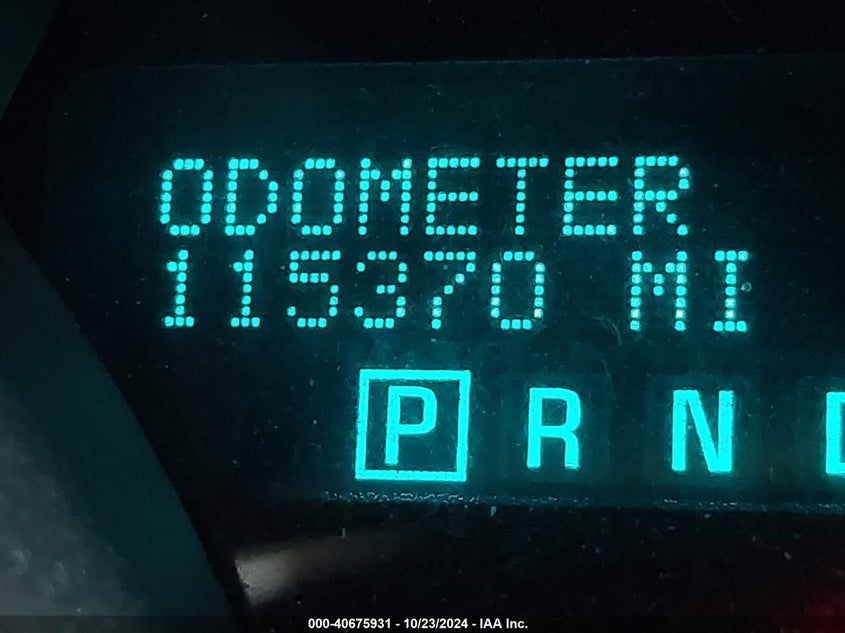 ODOMETER
115370 MI
P R N
000-40675931 - 10/23/2024 - IAA Inc.